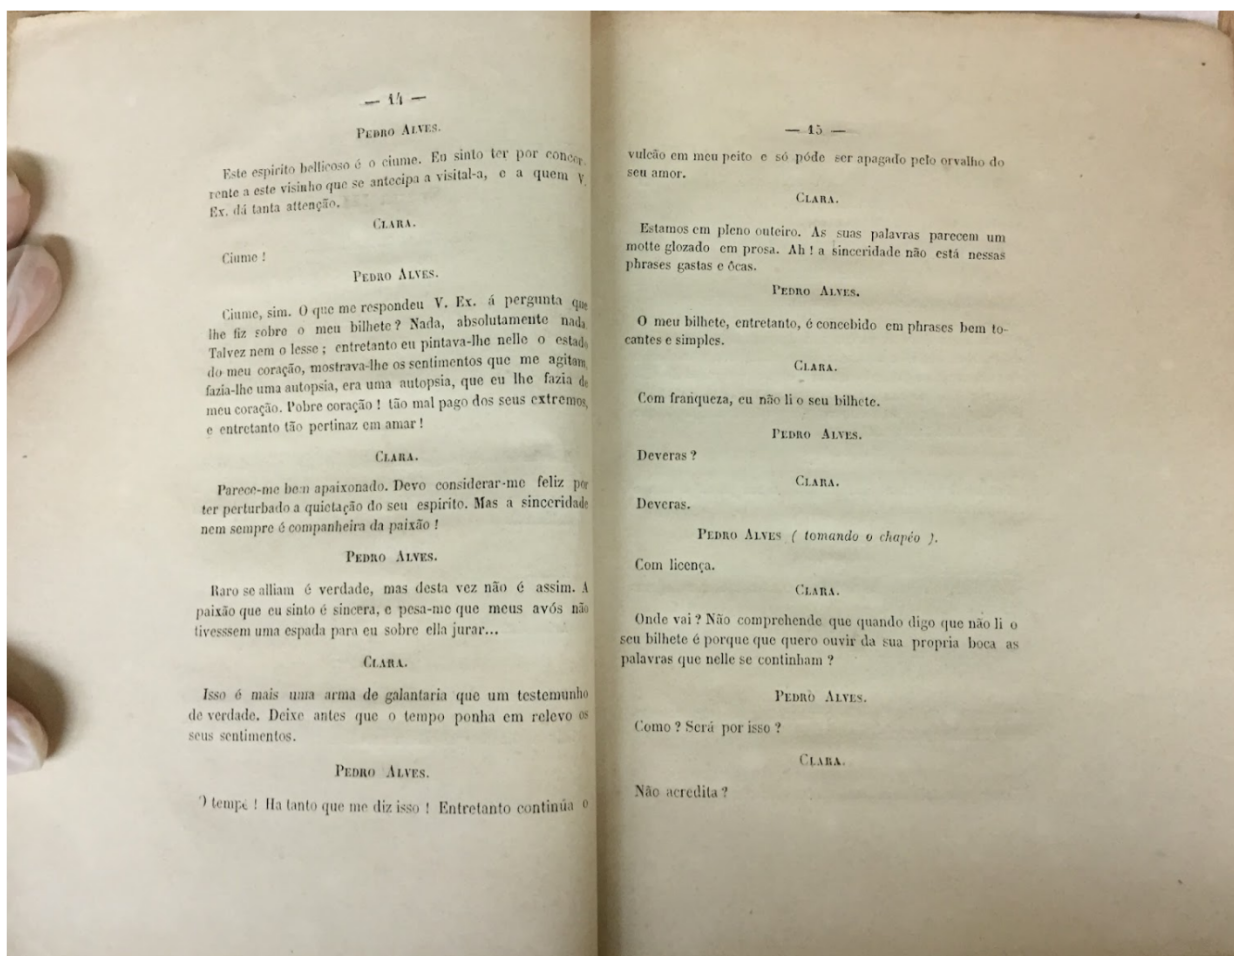 — 14 —
PEDRO ALVES.
Este espirito bellicoso é o ciume. Eu sinto ter por concor-
rente a este visinho que se antecipa a visital-a, e a quem V.
Ex. dá tanta attenção.
CLARA.
Ciume !
PEDRO ALVES.
Ciume, sim. O que me respondeu V. Ex. á pergunta que
lhe fiz sobre o meu bilhete ? Nada, absolutamente nada.
Talvez nem o lesse ; entretanto eu pintava-lhe nelle o estado
do meu coração, mostrava-lhe os sentimentos que me agitam,
fazia-lhe uma autopsia, era uma autopsia, que eu lhe fazia de
meu coração. Pobre coração ! tão mal pago dos seus extremos,
e entretanto tão pertinaz em amar !
CLARA.
Parece-me bem apaixonado. Devo considerar-me feliz por
ter perturbado a quietação do seu espirito. Mas a sinceridade
nem sempre é companheira da paixão !
PEDRO ALVES.
Raro se alliam é verdade, mas desta vez não é assim. A
paixão que eu sinto é sincera, e pesa-me que meus avós não
tivesssem uma espada para eu sobre ella jurar...
CLARA.
Isso é mais uma arma de galantaria que um testemunho
de verdade. Deixe antes que o tempo ponha em relevo os
seus sentimentos.
PEDRO ALVES.
O tempo ! Ha tanto que me diz isso ! Entretanto continúa o
— 15 —
vulcão em meu peito e só póde ser apagado pelo orvalho do
seu amor.
CLARA.
Estamos em pleno outeiro. As suas palavras parecem um
motte glozado em prosa. Ah ! a sinceridade não está nessas
phrases gastas e ôcas.
PEDRO ALVES.
O meu bilhete, entretanto, é concebido em phrases bem to-
cantes e simples.
CLARA.
Com franqueza, eu não li o seu bilhete.
PEDRO ALVES.
Deveras ?
CLARA.
Deveras.
PEDRO ALVES ( tomando o chapéo ).
Com licença.
CLARA.
Onde vai ? Não comprehende que quando digo que não li o
seu bilhete é porque que quero ouvir da sua propria boca as
palavras que nelle se continham ?
PEDRO ALVES.
Como ? Será por isso ?
CLARA.
Não acredita ?